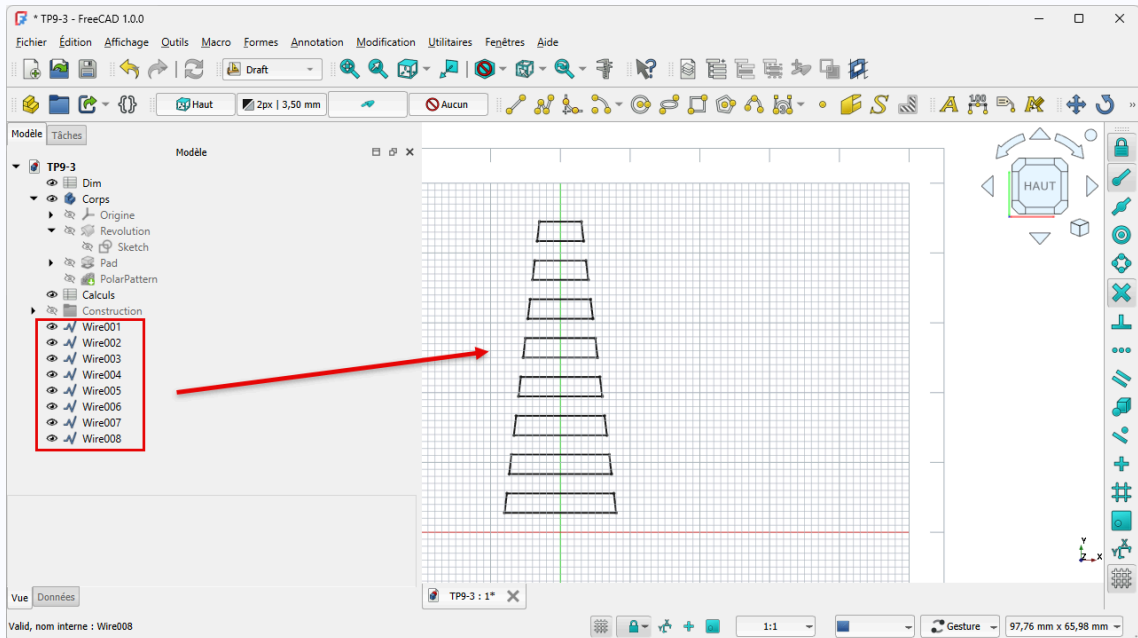 * TP9-3 - FreeCAD 1.0.0
Fichier Édition Affichage Outils Macro Formes Annotation Modification Utilitaires Fenêtres Aide
Draft
Haut 2px | 3,50 mm Aucun
Modèle Tâches
Modèle
TP9-3
Dim
Corps
Origine
Revolution
Sketch
Pad
PolarPattern
Calculs
Construction
Wire001
Wire002
Wire003
Wire004
Wire005
Wire006
Wire007
Wire008
HAUT
Y
Z X
Vue Données
TP9-3 : 1*
Valid, nom interne : Wire008
1:1 Gesture 97,76 mm x 65,98 mm